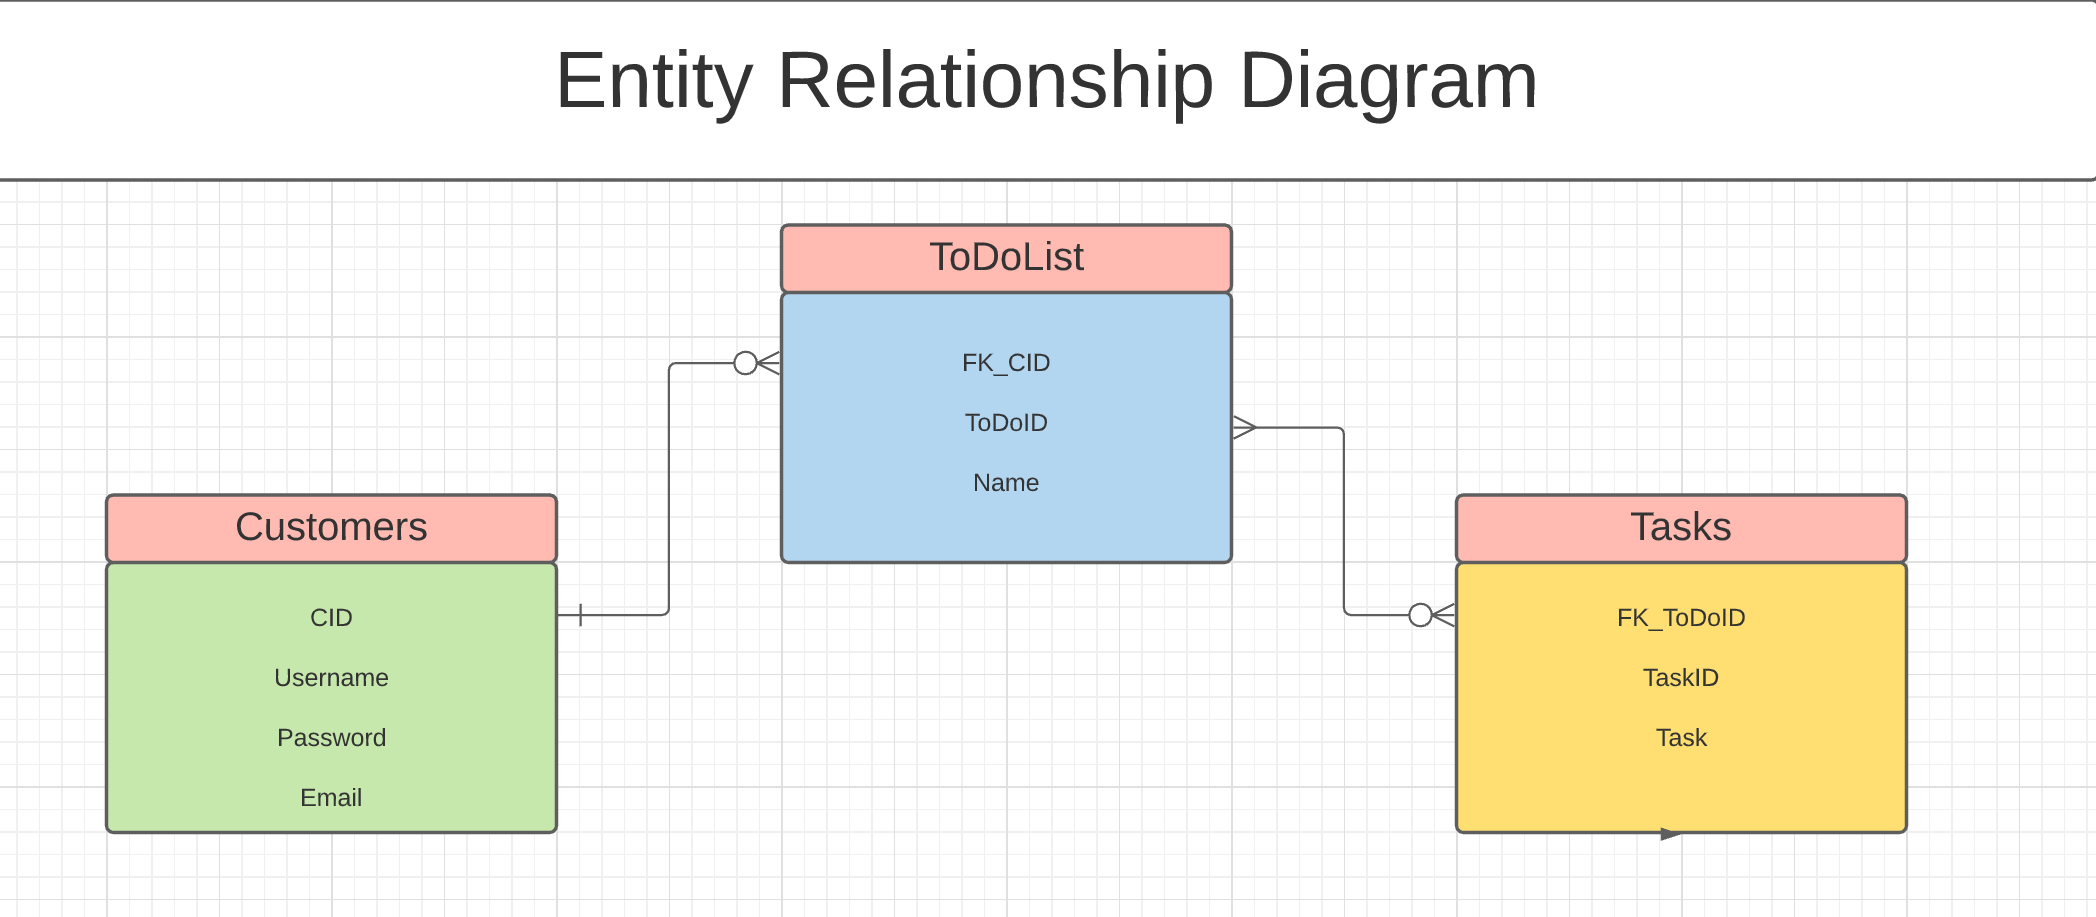 Entity Relationship Diagram
ToDoList
FK_CID
ToDoID
Name
Customers
CID
Username
Password
Email
Tasks
FK_ToDoID
TaskID
Task